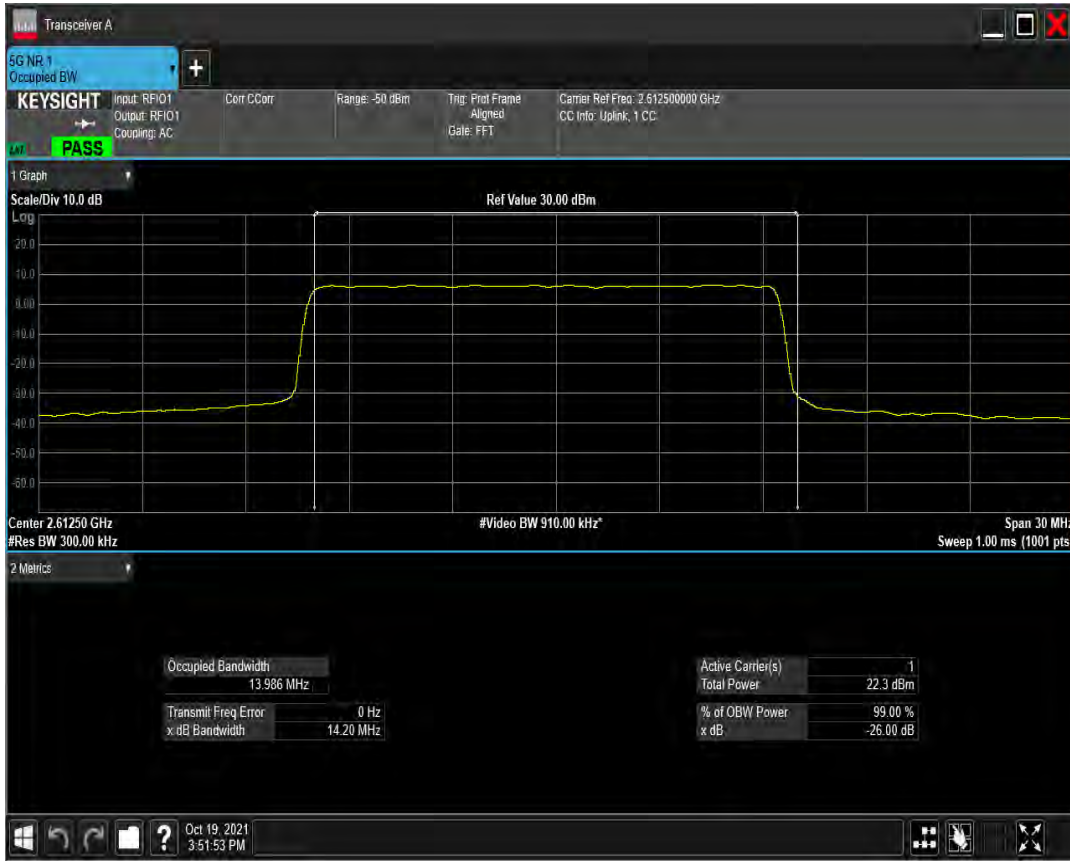 Transceiver A
5G NR 1
Occupied BW
+
KEYSIGHT
PASS
Input: RFIO1
Output: RFIO1
Coupling: AC
Corr CCorr
Range: -50 dBm
Trig: Prot Frame
Aligned
Gate: FFT
Carrier Ref Freq: 2.612500000 GHz
CC Info: Uplink, 1 CC
1 Graph
Scale/Div 10.0 dB
Ref Value 30.00 dBm
Log
20.0
10.0
0.00
-10.0
-20.0
-30.0
-40.0
-50.0
-60.0
Center 2.61250 GHz
#Video BW 910.00 kHz*
Span 30 MHz
#Res BW 300.00 kHz
Sweep 1.00 ms (1001 pts
2 Metrics
Occupied Bandwidth
13.986 MHz
Transmit Freq Error 0 Hz
x dB Bandwidth 14.20 MHz
Active Carrier(s) 1
Total Power 22.3 dBm
% of OBW Power 99.00 %
x dB -26.00 dB
?
Oct 19, 2021
3:51:53 PM